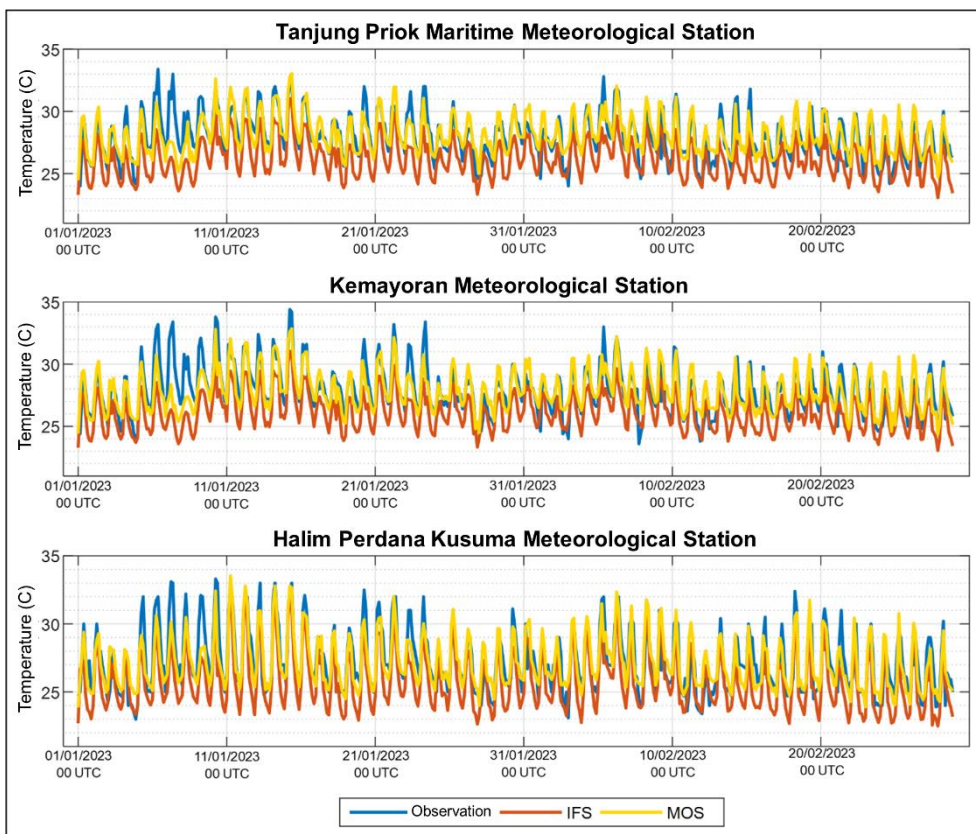 Tanjung Priok Maritime Meteorological Station
Temperature (C)
35
30
25
01/01/2023 11/01/2023 21/01/2023 31/01/2023 10/02/2023 20/02/2023
00 UTC 00 UTC 00 UTC 00 UTC 00 UTC 00 UTC
Kemayoran Meteorological Station
Temperature (C)
35
30
25
01/01/2023 11/01/2023 21/01/2023 31/01/2023 10/02/2023 20/02/2023
00 UTC 00 UTC 00 UTC 00 UTC 00 UTC 00 UTC
Halim Perdana Kusuma Meteorological Station
Temperature (C)
35
30
25
01/01/2023 11/01/2023 21/01/2023 31/01/2023 10/02/2023 20/02/2023
00 UTC 00 UTC 00 UTC 00 UTC 00 UTC 00 UTC
Observation IFS MOS